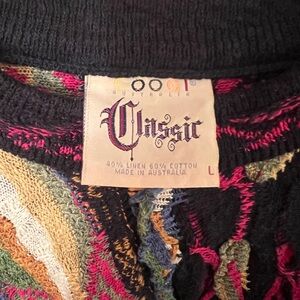 COOGI
AUSTRALIA
Classic
40% LINEN 60% COTTON
MADE IN AUSTRALIA
L